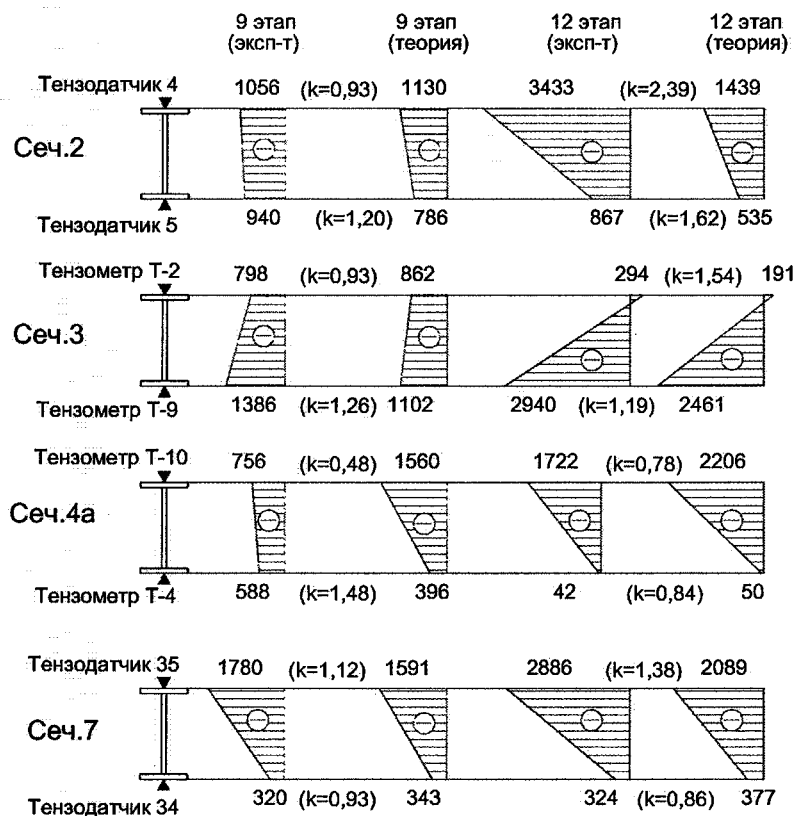 9 этап 9 этап 12 этап 12 этап
(эксп-т) (теория) (эксп-т) (теория)
Тензодатчик 4 1056 (k=0,93) 1130 3433 (k=2,39) 1439
Сеч.2
Тензодатчик 5 940 (k=1,20) 786 867 (k=1,62) 535
Тензометр Т-2 798 (k=0,93) 862 294 (k=1,54) 191
Сеч.3
Тензометр Т-9 1386 (k=1,26) 1102 2940 (k=1,19) 2461
Тензометр Т-10 756 (k=0,48) 1560 1722 (k=0,78) 2206
Сеч.4а
Тензометр Т-4 588 (k=1,48) 396 42 (k=0,84) 50
Тензодатчик 35 1780 (k=1,12) 1591 2886 (k=1,38) 2089
Сеч.7
Тензодатчик 34 320 (k=0,93) 343 324 (k=0,86) 377